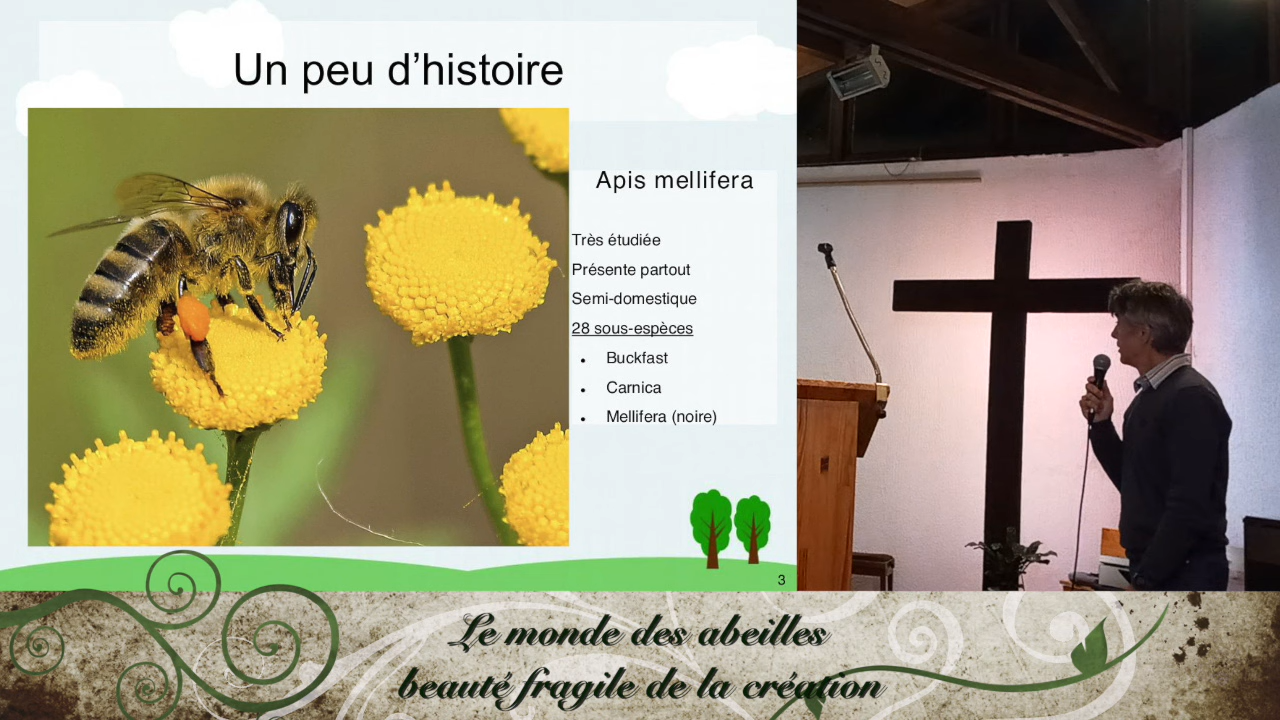 Un peu d’histoire
Apis mellifera
Très étudiée
Présente partout
Semi-domestique
28 sous-espèces
• Buckfast
• Carnica
• Mellifera (noire)
3
Le monde des abeilles
beauté fragile de la création